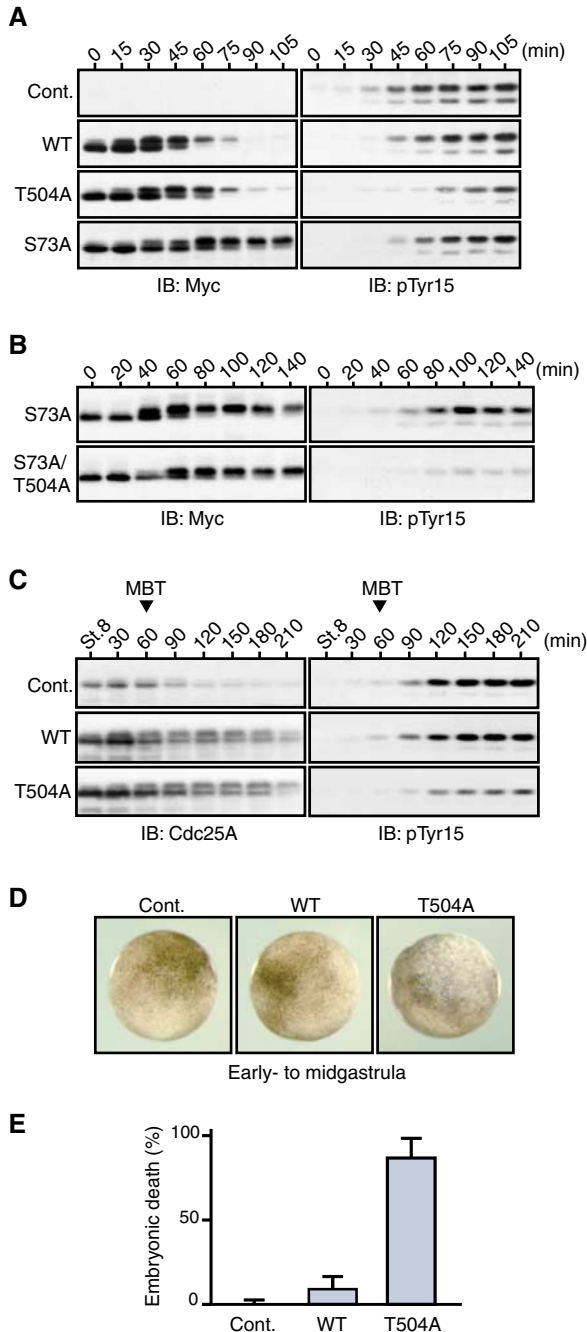 A
0 15 30 45 60 75 90 105 (min) 0 15 30 45 60 75 90 105 (min)
Cont.
WT
T504A
S73A
IB: Myc IB: pTyr15
B
0 20 40 60 80 100 120 140 0 20 40 60 80 100 120 140 (min)
S73A
S73A/
T504A
IB: Myc IB: pTyr15
C
MBT MBT
St.8 30 60 90 120 150 180 210 St.8 30 60 90 120 150 180 210 (min)
Cont.
WT
T504A
IB: Cdc25A IB: pTyr15
D
Cont. WT T504A
Early- to midgastrula
E
Embryonic death (%)
100
50
0
Cont. WT T504A